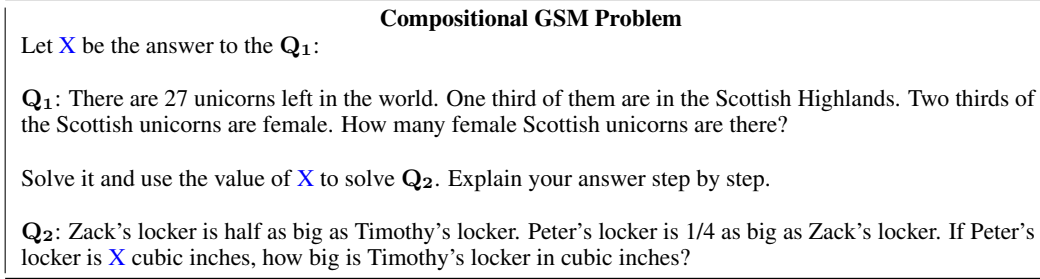 Compositional GSM Problem
Let X be the answer to the Q₁:
Q₁: There are 27 unicorns left in the world. One third of them are in the Scottish Highlands. Two thirds of
the Scottish unicorns are female. How many female Scottish unicorns are there?
Solve it and use the value of X to solve Q₂. Explain your answer step by step.
Q₂: Zack's locker is half as big as Timothy's locker. Peter's locker is 1/4 as big as Zack's locker. If Peter's
locker is X cubic inches, how big is Timothy's locker in cubic inches?